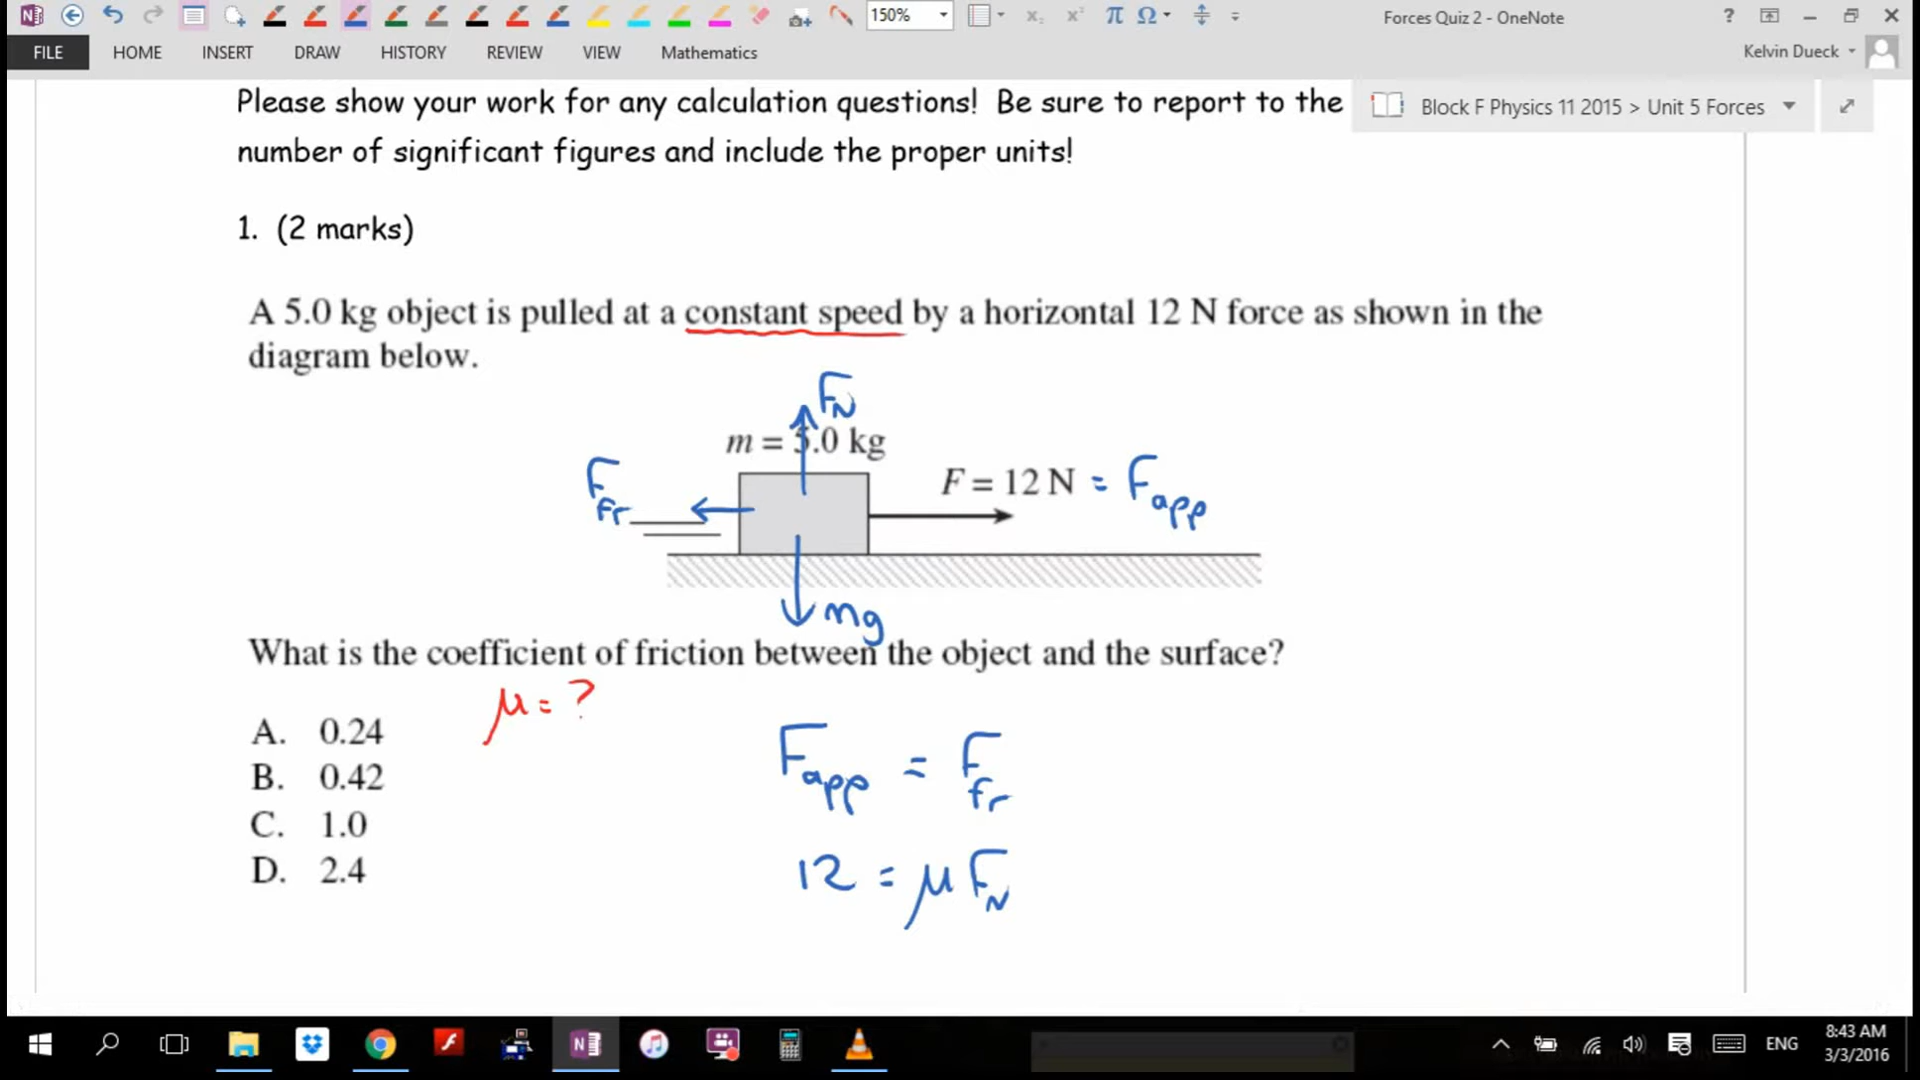 150%
Forces Quiz 2 - OneNote
FILE HOME INSERT DRAW HISTORY REVIEW VIEW Mathematics
Kelvin Dueck
Block F Physics 11 2015 > Unit 5 Forces
Please show your work for any calculation questions! Be sure to report to the
number of significant figures and include the proper units!
1. (2 marks)
A 5.0 kg object is pulled at a constant speed by a horizontal 12 N force as shown in the
diagram below.
FN
m = 5.0 kg
Ffr
F = 12 N = Fapp
mg
What is the coefficient of friction between the object and the surface?
μ = ?
A. 0.24
B. 0.42
C. 1.0
D. 2.4
Fapp = Ffr
12 = μ FN
ENG
8:43 AM
3/3/2016